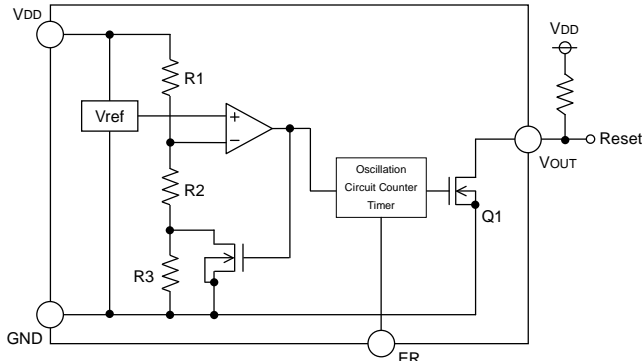 VDD
R1
Vref
+
−
R2
R3
GND
Oscillation
Circuit Counter
Timer
Q1
VDD
VOUT
Reset
ER